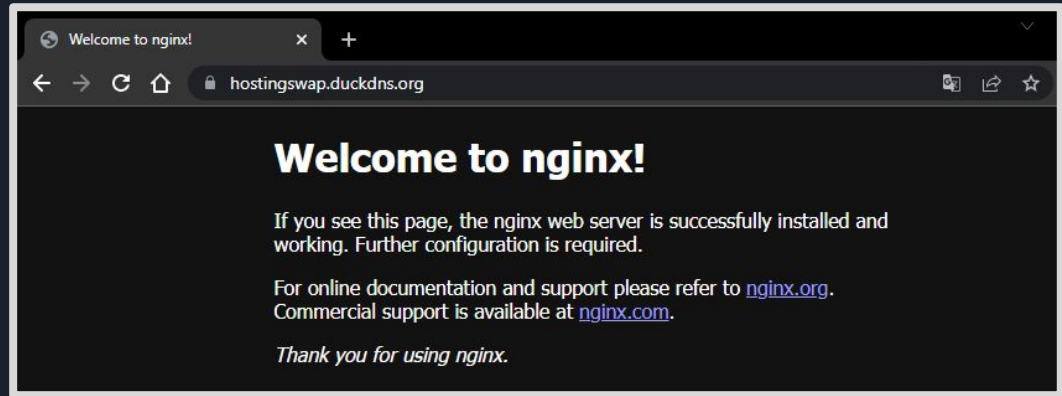 Welcome to nginx!
hostingswap.duckdns.org
Welcome to nginx!
If you see this page, the nginx web server is successfully installed and
working. Further configuration is required.
For online documentation and support please refer to nginx.org.
Commercial support is available at nginx.com.
Thank you for using nginx.